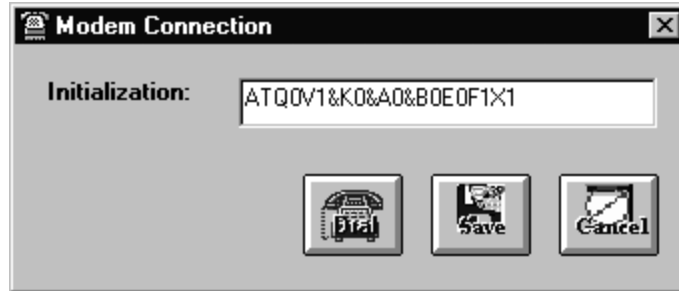 Modem Connection
Initialization: ATQ0V1&K0&A0&B0E0F1X1
Dial Save Cancel